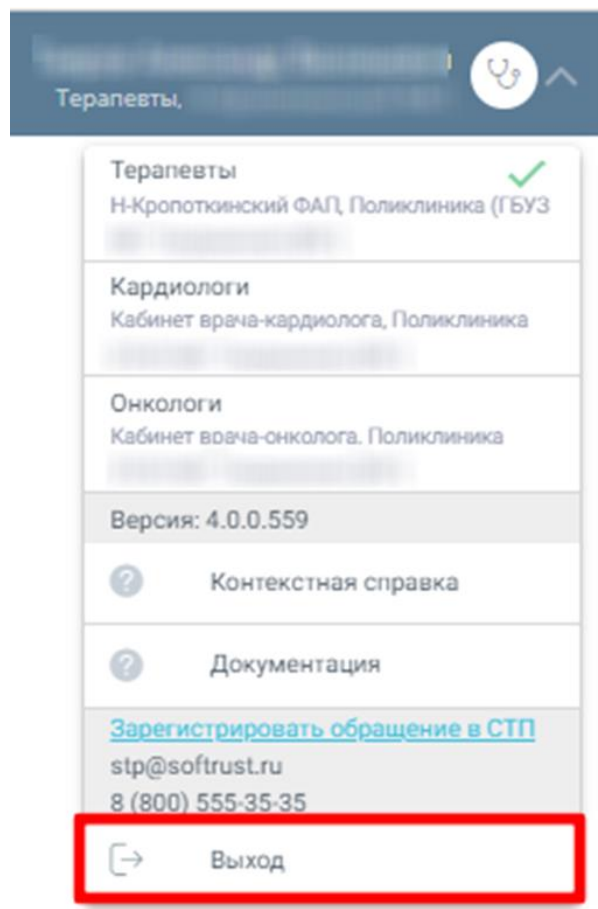 Терапевты,
Терапевты
Н-Кропоткинский ФАП, Поликлиника (ГБУЗ
Кардиологи
Кабинет врача-кардиолога, Поликлиника
Онкологи
Кабинет врача-онколога. Поликлиника
Версия: 4.0.0.559
Контекстная справка
Документация
Зарегистрировать обращение в СТП
stp@softrust.ru
8 (800) 555-35-35
Выход